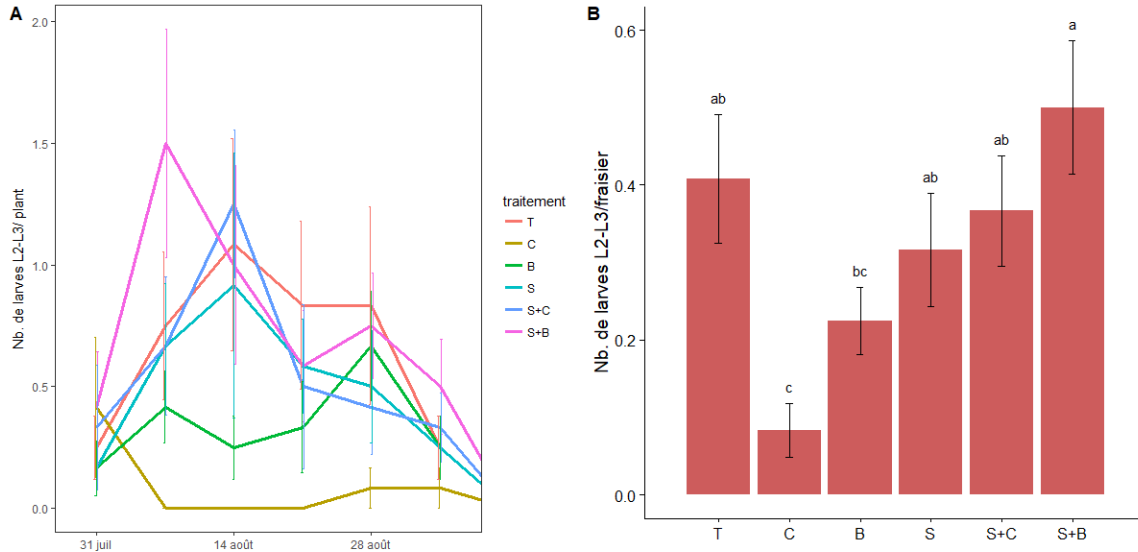 A
Nb. de larves L2-L3/ plant
2.0
1.5
1.0
0.5
0.0
31 juil
14 août
28 août
traitement
T
C
B
S
S+C
S+B
B
Nb. de larves L2-L3/fraisier
0.6
0.4
0.2
0.0
ab
c
bc
ab
ab
a
T
C
B
S
S+C
S+B